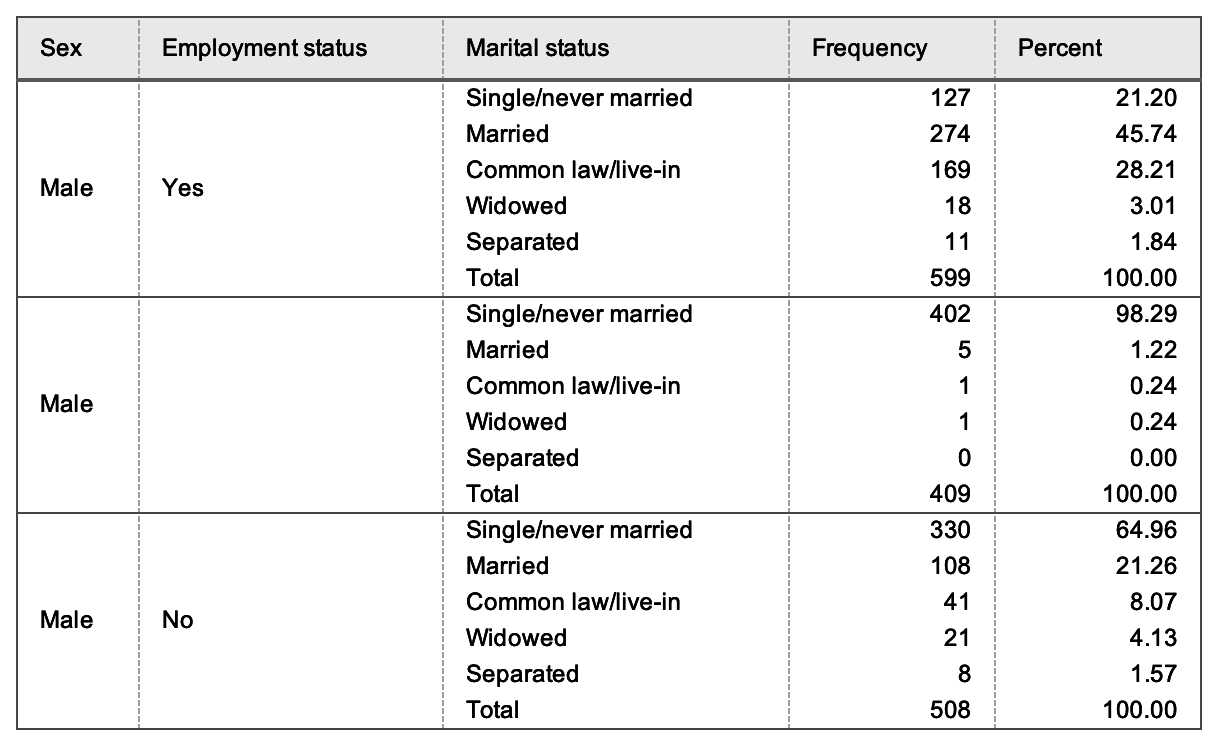 Sex Employment status Marital status Frequency Percent
Single/never married 127 21.20
Married 274 45.74
Common law/live-in 169 28.21
Male Yes
Widowed 18 3.01
Separated 11 1.84
Total 599 100.00
Single/never married 402 98.29
Married 5 1.22
Common law/live-in 1 0.24
Male
Widowed 1 0.24
Separated 0 0.00
Total 409 100.00
Single/never married 330 64.96
Married 108 21.26
Common law/live-in 41 8.07
Male No
Widowed 21 4.13
Separated 8 1.57
Total 508 100.00